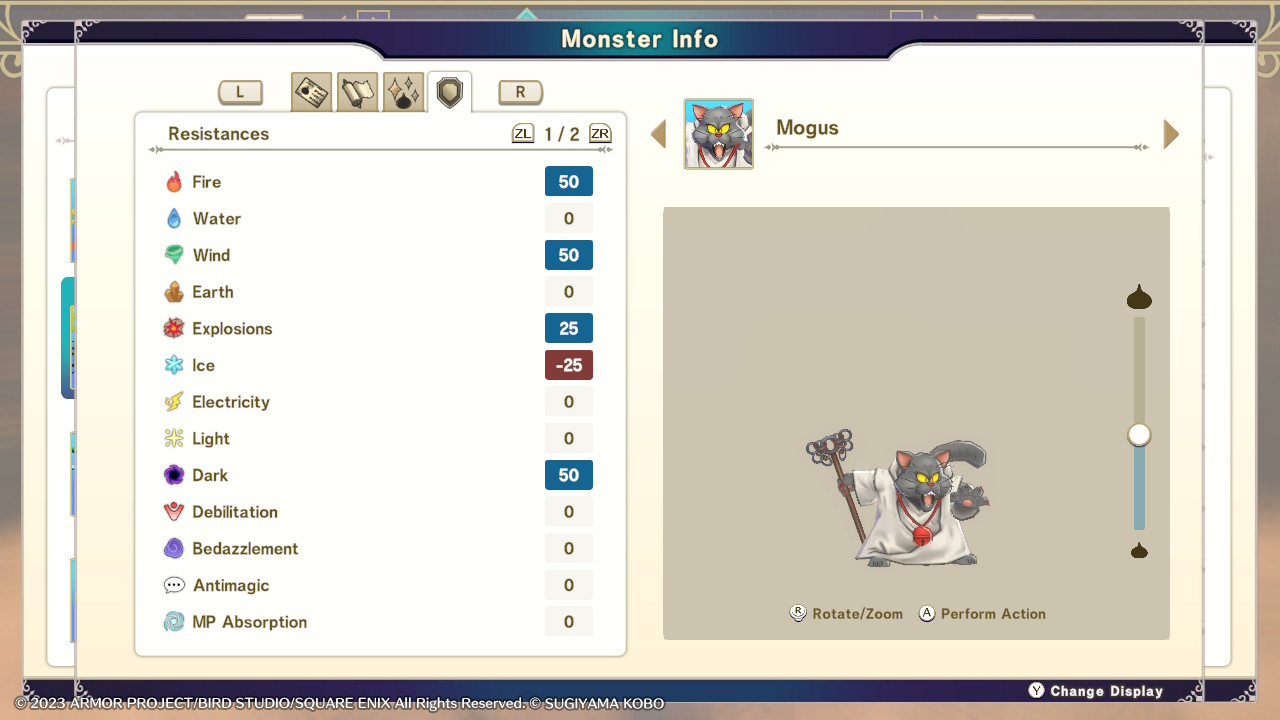 Monster Info
L R
Resistances ZL 1 / 2 ZR
Mogus
Fire 50
Water 0
Wind 50
Earth 0
Explosions 25
Ice -25
Electricity 0
Light 0
Dark 50
Debilitation 0
Bedazzlement 0
Antimagic 0
MP Absorption 0
R Rotate/Zoom A Perform Action
Y Change Display
© 2023 ARMOR PROJECT/BIRD STUDIO/SQUARE ENIX All Rights Reserved. © SUGIYAMA KOBO